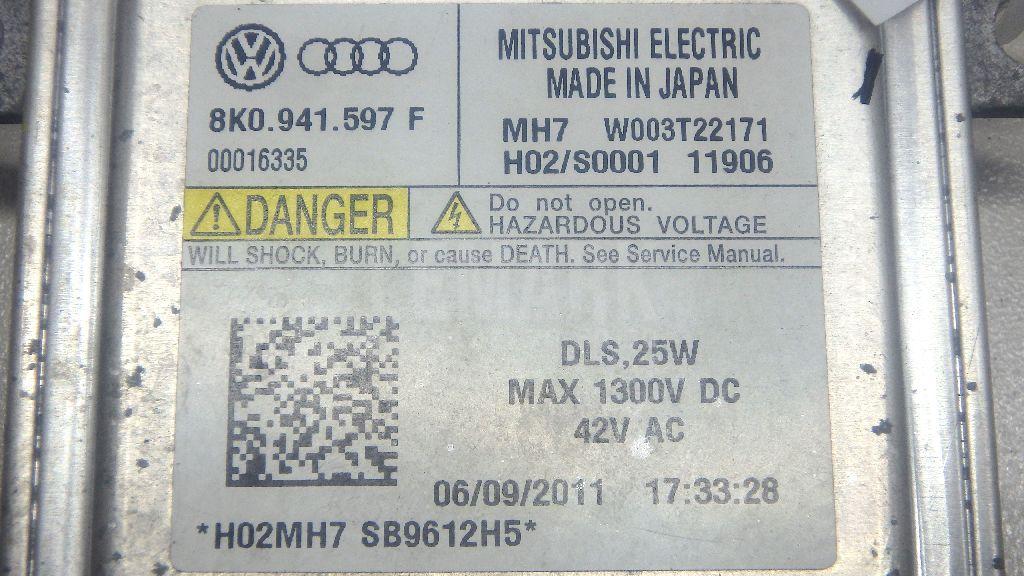 8K0.941.597 F
00016335
MITSUBISHI ELECTRIC
MADE IN JAPAN
MH7 W003T22171
H02/S0001 11906
DANGER
Do not open.
HAZARDOUS VOLTAGE
WILL SHOCK, BURN, or cause DEATH. See Service Manual.
DLS,25W
MAX 1300V DC
42V AC
06/09/2011 17:33:28
*H02MH7 SB9612H5*